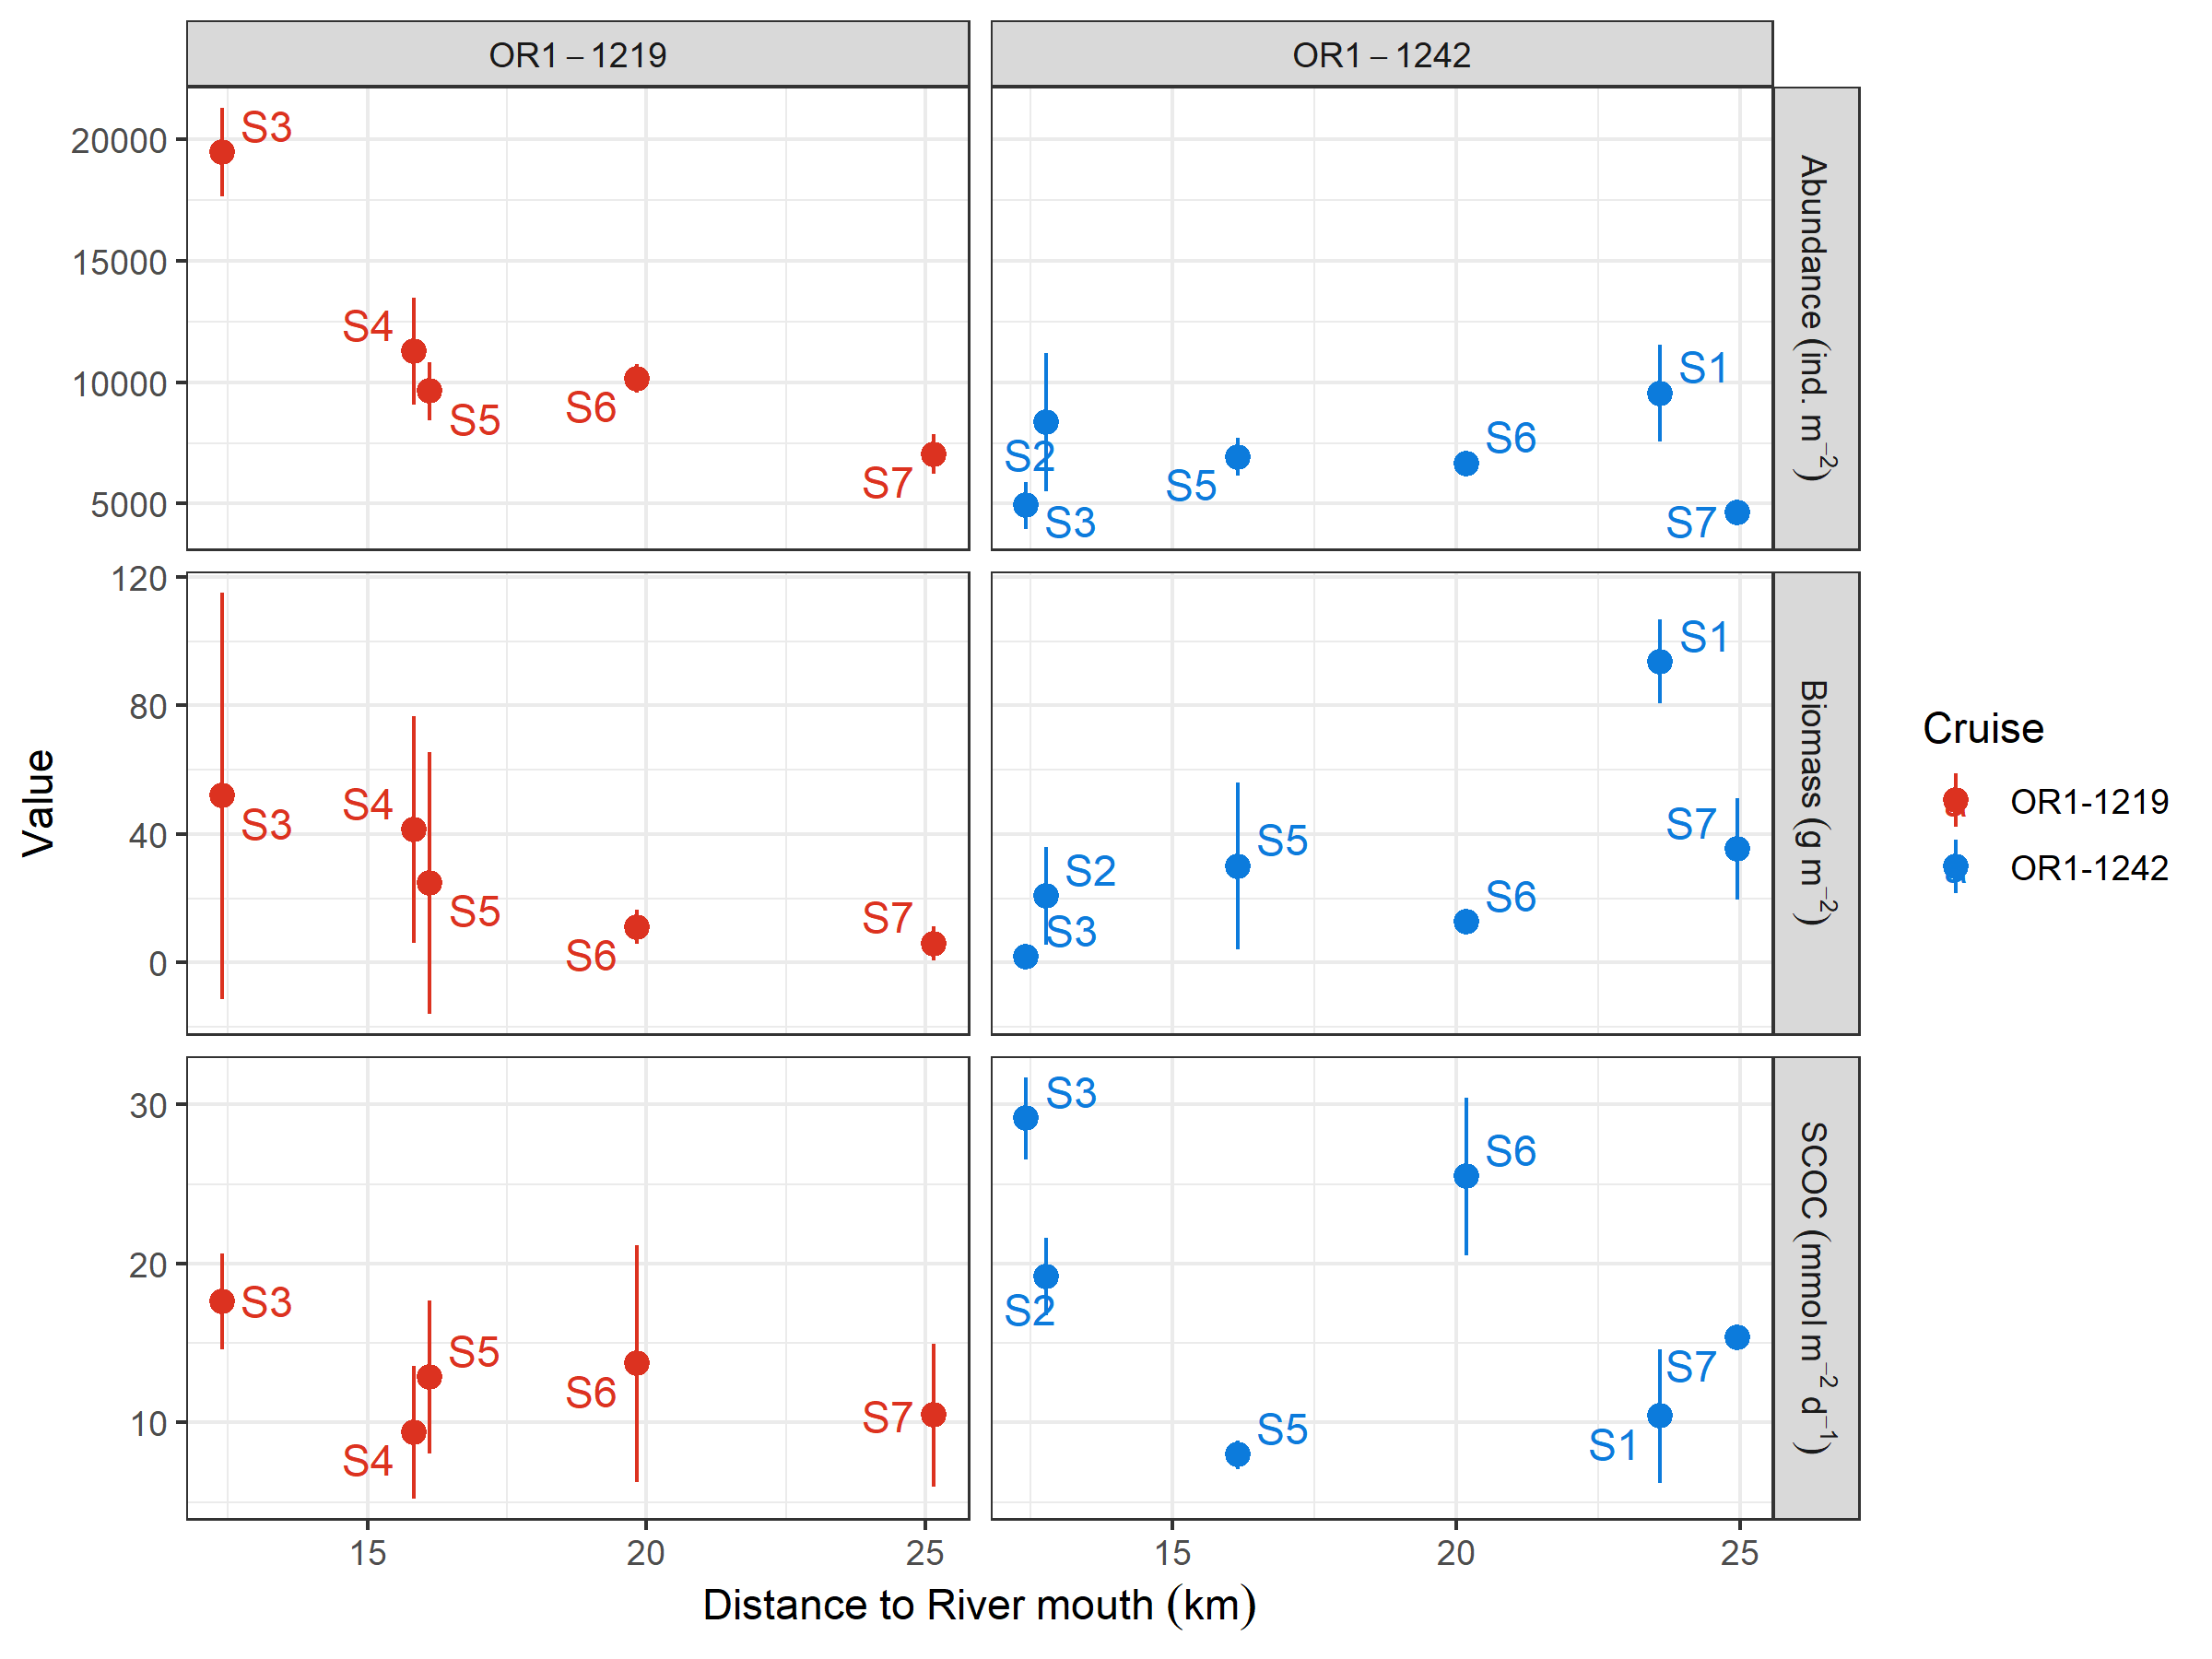 OR1 – 1219
OR1 – 1242
20000
15000
10000
5000
S3
S4
S5
S6
S7
S2
S3
S5
S6
S1
S7
Abundance (ind. m⁻²)
120
80
40
0
S3
S4
S5
S6
S7
S2
S3
S5
S6
S1
S7
Biomass (g m⁻²)
30
20
10
S3
S4
S5
S6
S7
S3
S2
S5
S6
S1
S7
SCOC (mmol m⁻² d⁻¹)
15
20
25
15
20
25
Distance to River mouth (km)
Value
Cruise
a
OR1-1219
a
OR1-1242